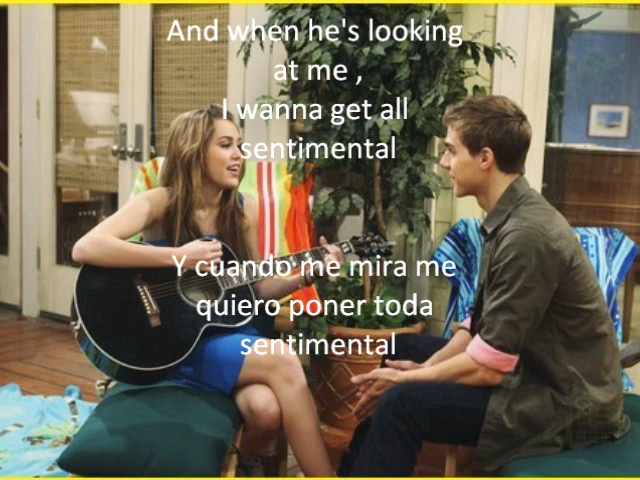 And when he's looking
at me ,
I wanna get all
sentimental
Y cuando me mira me
quiero poner toda
sentimental